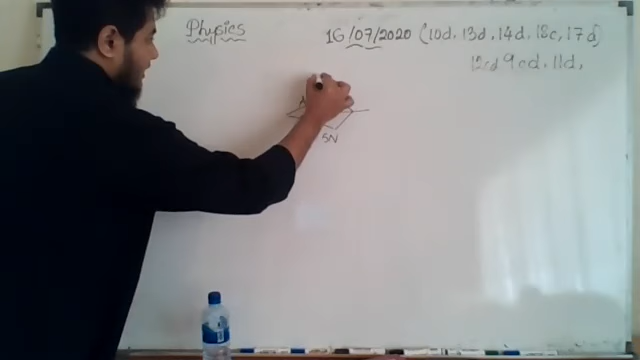 Physics 16/07/2020 (10d, 13d, 14d, 18c, 17d)
12cd 9cd, 11d,
5N